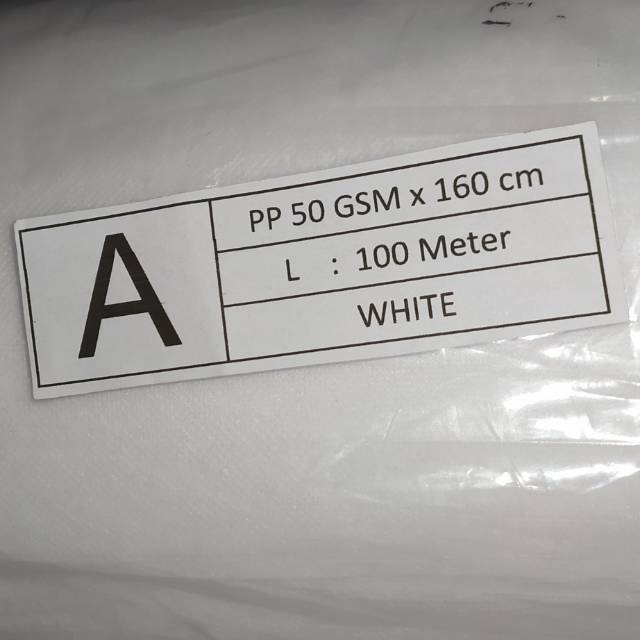 A
PP 50 GSM x 160 cm
L : 100 Meter
WHITE